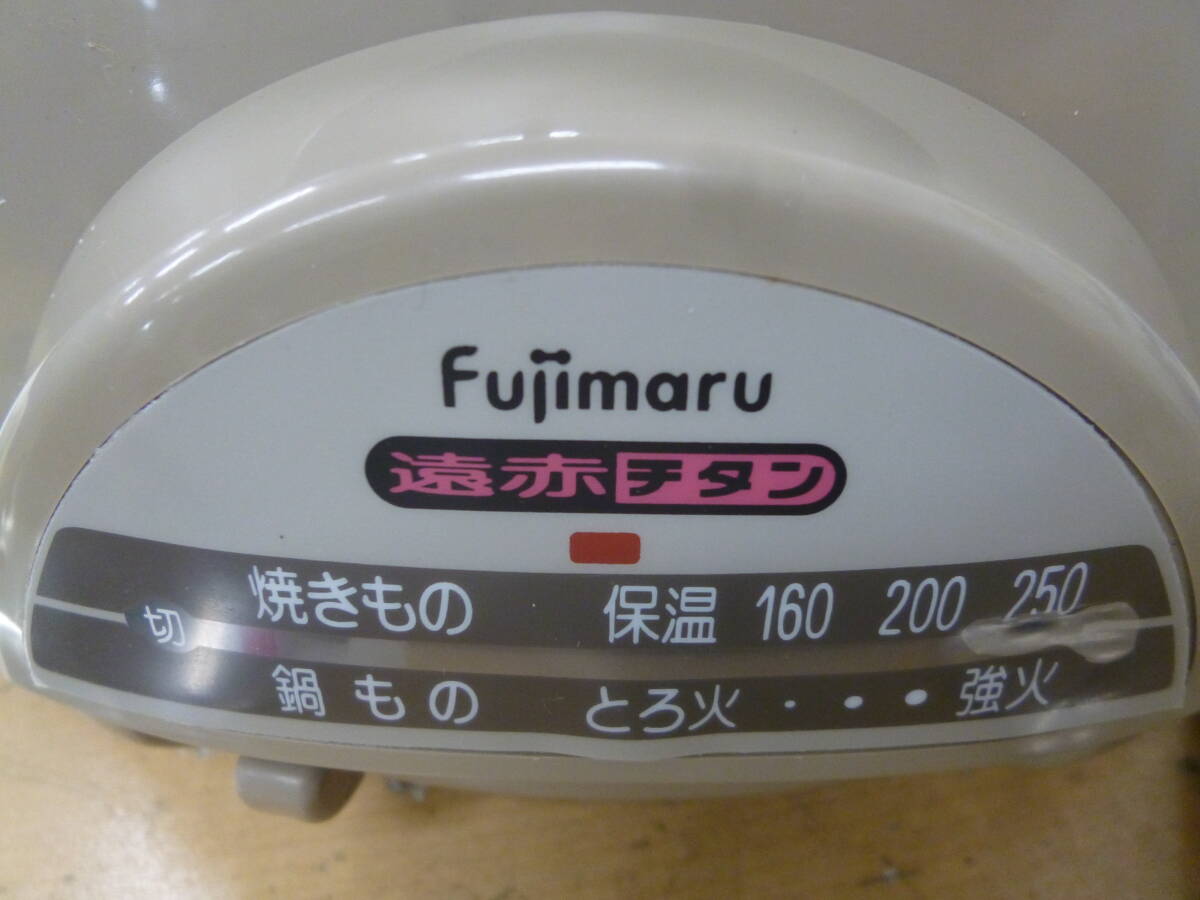 Fujimaru
遠赤チタン
切 焼きもの 保温 160 200 250
鍋もの とろ火 ・ • ● 強火